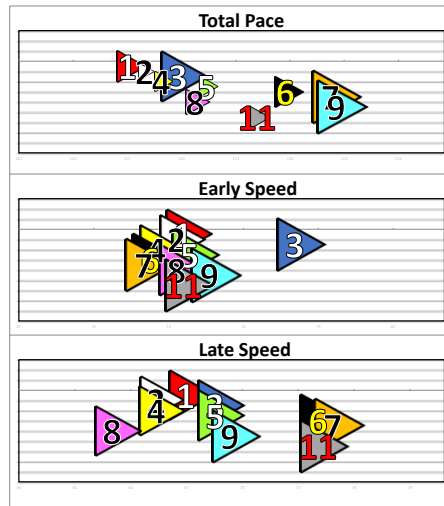 Total Pace
1 2 4 3 5 8 11 6 7 9
Early Speed
7 6 4 2 1 8 5 11 9 3
Late Speed
8 2 4 1 3 5 9 6 11 7